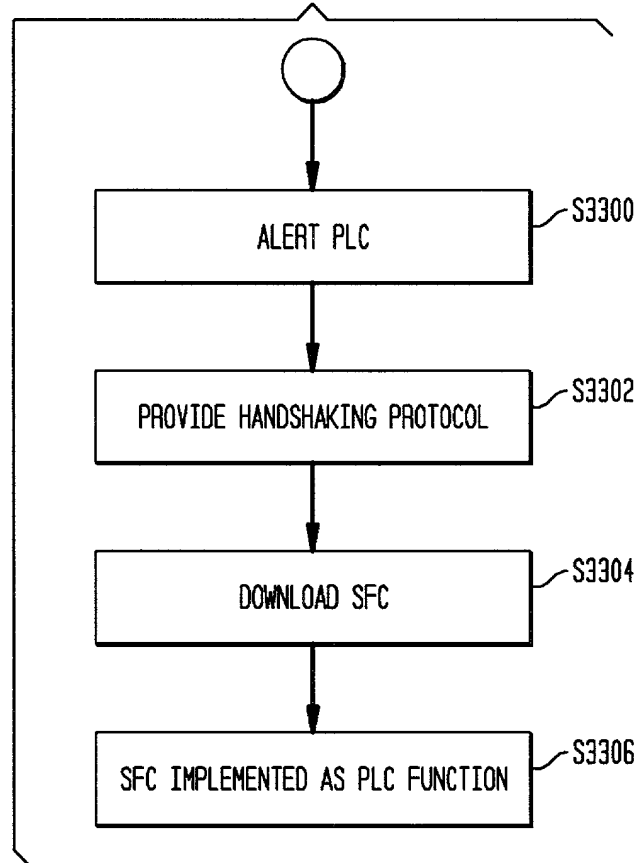 ALERT PLC
S3300
PROVIDE HANDSHAKING PROTOCOL
S3302
DOWNLOAD SFC
S3304
SFC IMPLEMENTED AS PLC FUNCTION
S3306